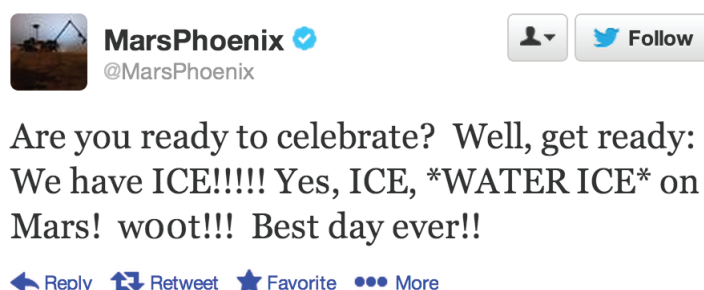 MarsPhoenix
Follow
@MarsPhoenix
Are you ready to celebrate?  Well, get ready:
We have ICE!!!!! Yes, ICE, *WATER ICE* on
Mars!  woot!!!  Best day ever!!
Reply Retweet Favorite More